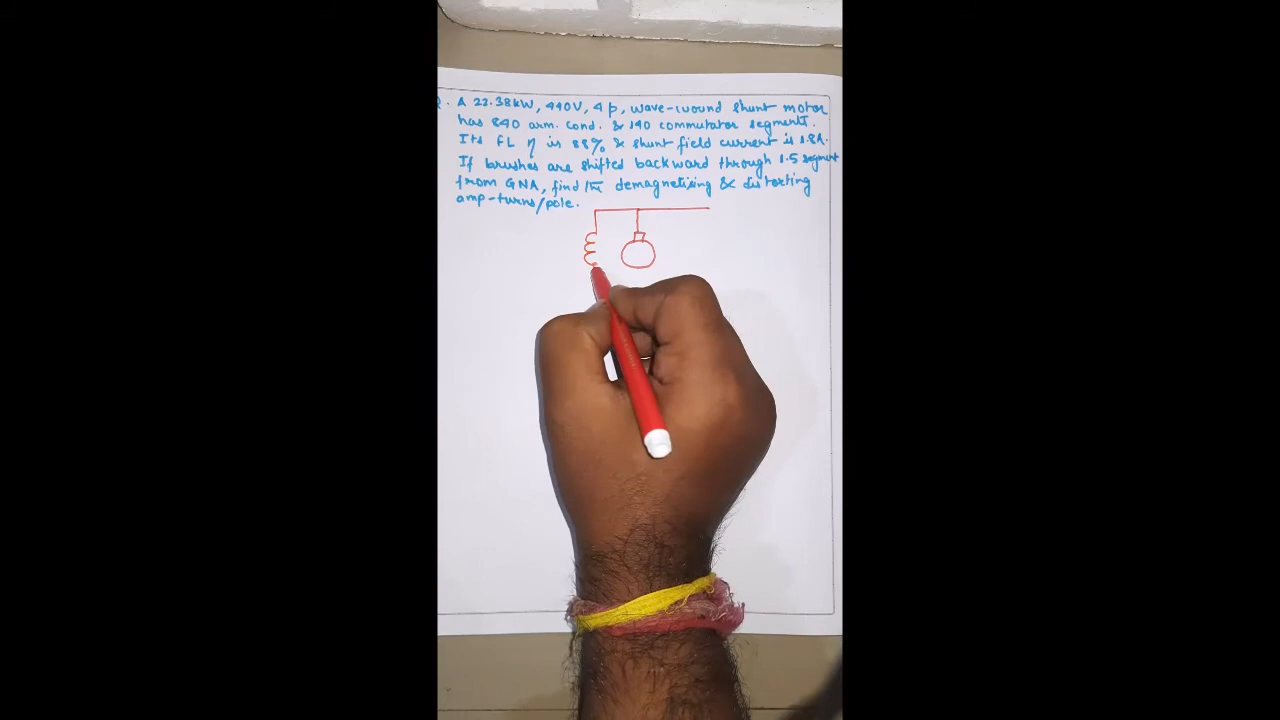 . A 22.38kW, 440V, 4 p, wave-wound shunt motor
has 840 arm. cond. & 140 commutator segments.
Its FL η is 88% & shunt field current is 1.8A.
If brushes are shifted backward through 1.5 segment
from GNA, find the demagnetising & distorting
amp-turns/pole.